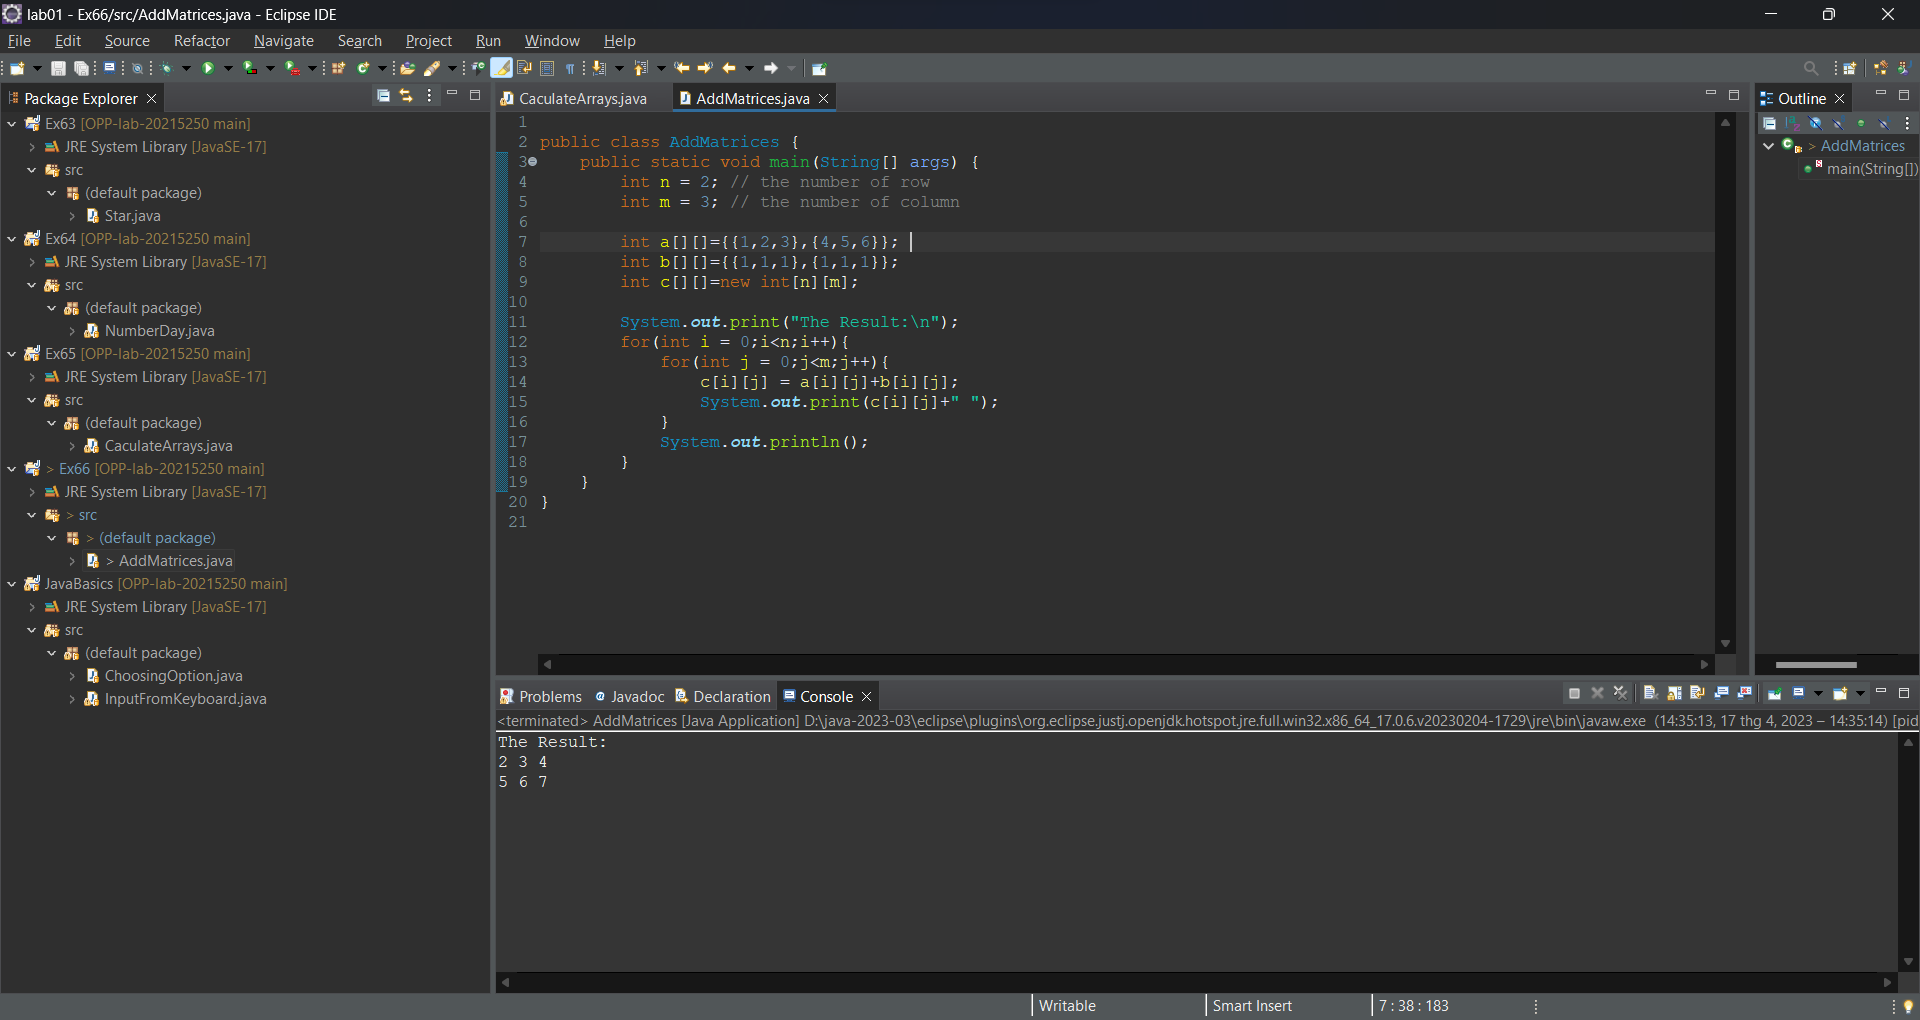 lab01 - Ex66/src/AddMatrices.java - Eclipse IDE
File Edit Source Refactor Navigate Search Project Run Window Help
Package Explorer
Ex63 [OPP-lab-20215250 main]
JRE System Library [JavaSE-17]
src
(default package)
Star.java
Ex64 [OPP-lab-20215250 main]
JRE System Library [JavaSE-17]
src
(default package)
NumberDay.java
Ex65 [OPP-lab-20215250 main]
JRE System Library [JavaSE-17]
src
(default package)
CaculateArrays.java
> Ex66 [OPP-lab-20215250 main]
JRE System Library [JavaSE-17]
> src
> (default package)
> AddMatrices.java
JavaBasics [OPP-lab-20215250 main]
JRE System Library [JavaSE-17]
src
(default package)
ChoosingOption.java
InputFromKeyboard.java
CaculateArrays.java AddMatrices.java
1
2 public class AddMatrices {
3 public static void main(String[] args) {
4 int n = 2; // the number of row
5 int m = 3; // the number of column
6
7 int a[][]={{1,2,3},{4,5,6}};
8 int b[][]={{1,1,1},{1,1,1}};
9 int c[][]=new int[n][m];
10
11 System.out.print("The Result:\n");
12 for(int i = 0;i<n;i++){
13 for(int j = 0;j<m;j++){
14 c[i][j] = a[i][j]+b[i][j];
15 System.out.print(c[i][j]+" ");
16 }
17 System.out.println();
18 }
19 }
20 }
21
Outline
> AddMatrices
main(String[])
Problems Javadoc Declaration Console
<terminated> AddMatrices [Java Application] D:\java-2023-03\eclipse\plugins\org.eclipse.justj.openjdk.hotspot.jre.full.win32.x86_64_17.0.6.v20230204-1729\jre\bin\javaw.exe (14:35:13, 17 thg 4, 2023 – 14:35:14) [pid
The Result:
2 3 4
5 6 7
Writable Smart Insert 7 : 38 : 183